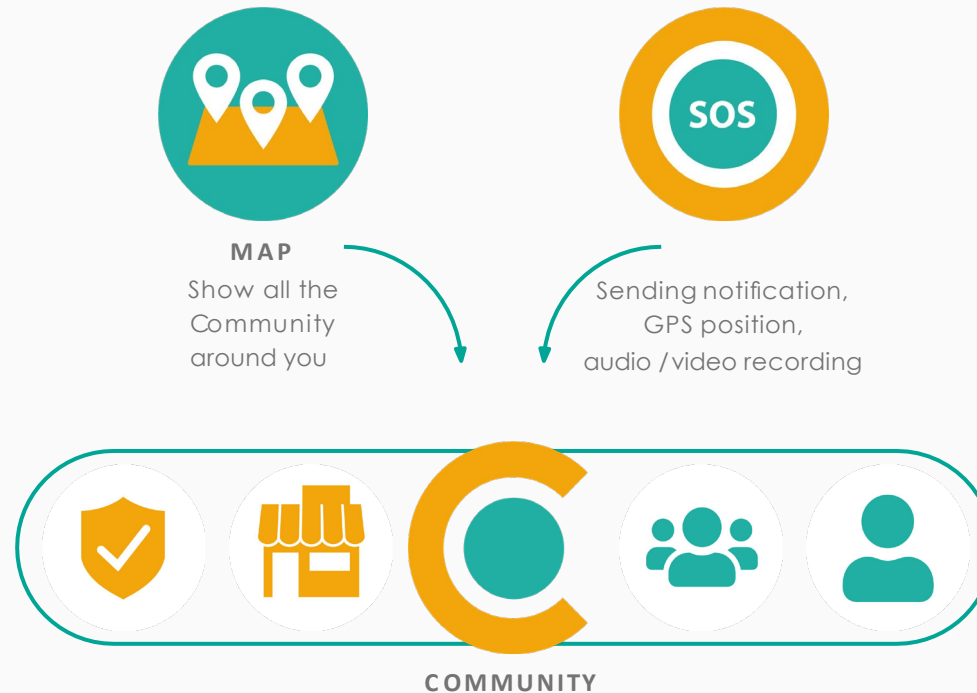 SOS
MAP
Show all the
Community
around you
Sending notification,
GPS position,
audio / video recording
COMMUNITY